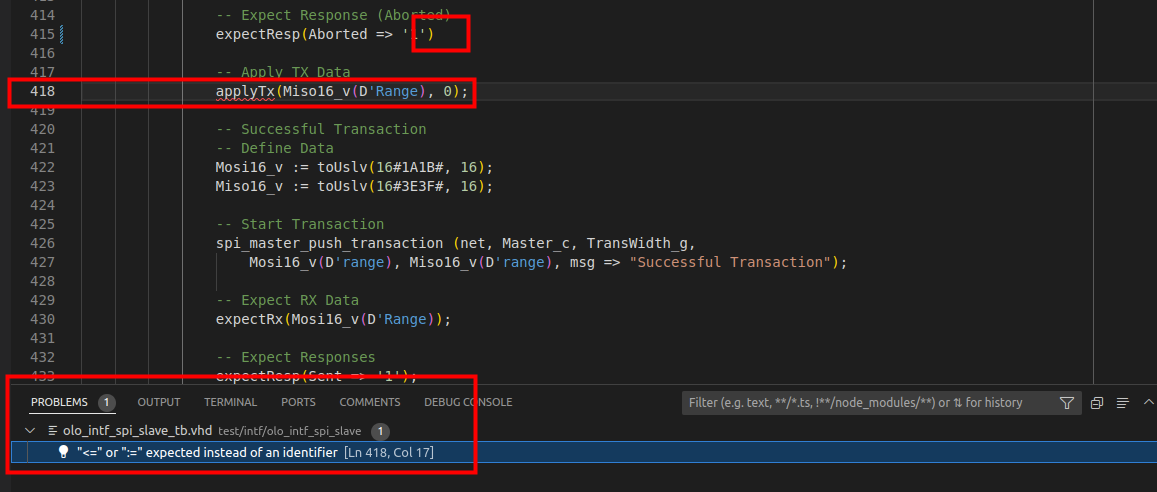 414 -- Expect Response (Aborted)
415 expectResp(Aborted => '1')
416
417 -- Apply TX Data
418 applyTx(Miso16_v(D'Range), 0);
419
420 -- Successful Transaction
421 -- Define Data
422 Mosi16_v := toUslv(16#1A1B#, 16);
423 Miso16_v := toUslv(16#3E3F#, 16);
424
425 -- Start Transaction
426 spi_master_push_transaction (net, Master_c, TransWidth_g,
427 Mosi16_v(D'range), Miso16_v(D'range), msg => "Successful Transaction");
428
429 -- Expect RX Data
430 expectRx(Mosi16_v(D'Range));
431
432 -- Expect Responses
433 expectResp(Sent => '1');
PROBLEMS 1 OUTPUT TERMINAL PORTS COMMENTS DEBUG CONSOLE Filter (e.g. text, **/*.ts, !**/node_modules/**) or ⇅ for history
olo_intf_spi_slave_tb.vhd test/intf/olo_intf_spi_slave 1
"<=" or ":=" expected instead of an identifier [Ln 418, Col 17]